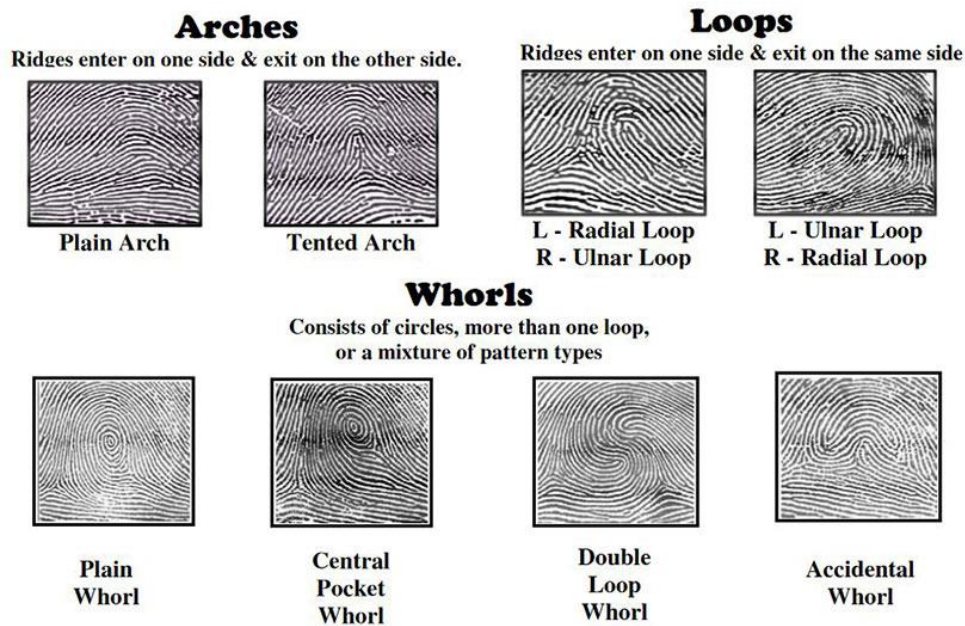 Arches
Ridges enter on one side & exit on the other side.
Plain Arch
Tented Arch
Loops
Ridges enter on one side & exit on the same side
L - Radial Loop
R - Ulnar Loop
L - Ulnar Loop
R - Radial Loop
Whorls
Consists of circles, more than one loop,
or a mixture of pattern types
Plain
Whorl
Central
Pocket
Whorl
Double
Loop
Whorl
Accidental
Whorl